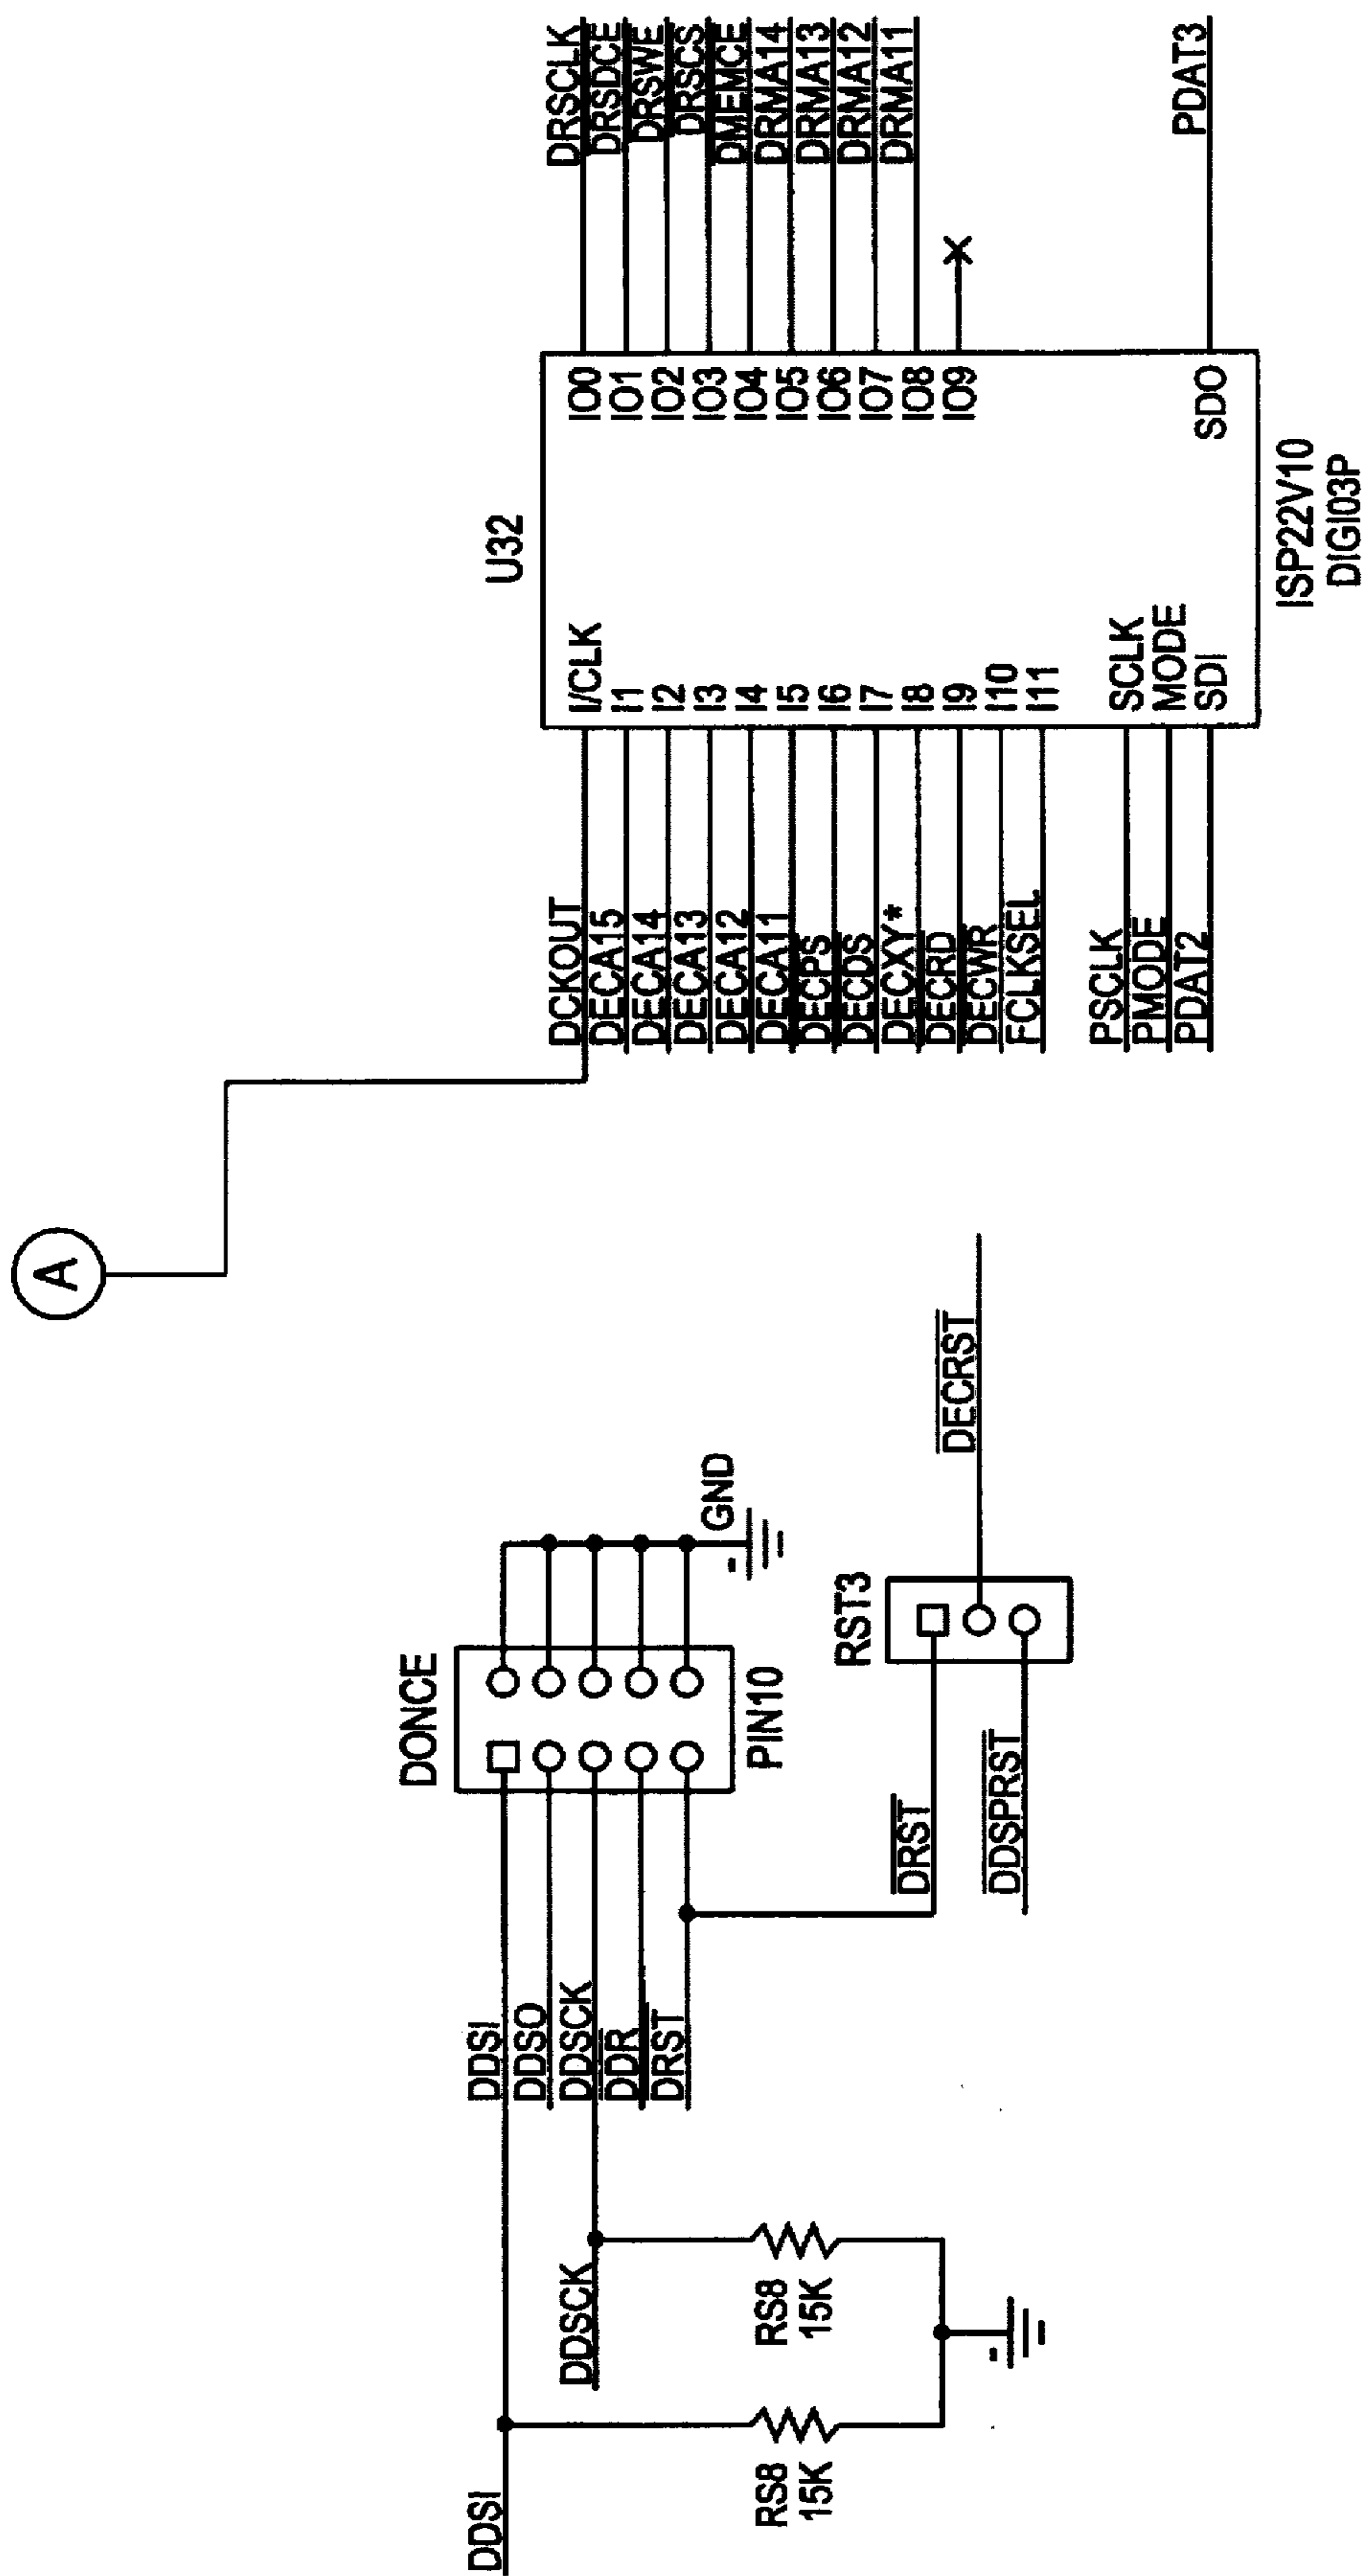 A
DDSI
DDSCK
RS8
15K
RS8
15K
DDSI
DDSO
DDSCK
DDR
DRST
DONCE
PIN10
GND
DRST
DDSPRST
RST3
DECRST
U32
DCKOUT
DECA15
DECA14
DECA13
DECA12
DECA11
DECPS
DECDS
DECXY*
DECRD
DECWR
FCLKSEL
PSCLK
PMODE
PDAT2
I/CLK
I1
I2
I3
I4
I5
I6
I7
I8
I9
I10
I11
SCLK
MODE
SDI
IO0
IO1
IO2
IO3
IO4
IO5
IO6
IO7
IO8
IO9
SDO
DRSCLK
DRSDCE
DRSWE
DRSCS
DMEMCE
DRMA14
DRMA13
DRMA12
DRMA11
PDAT3
ISP22V10
DIGI03P